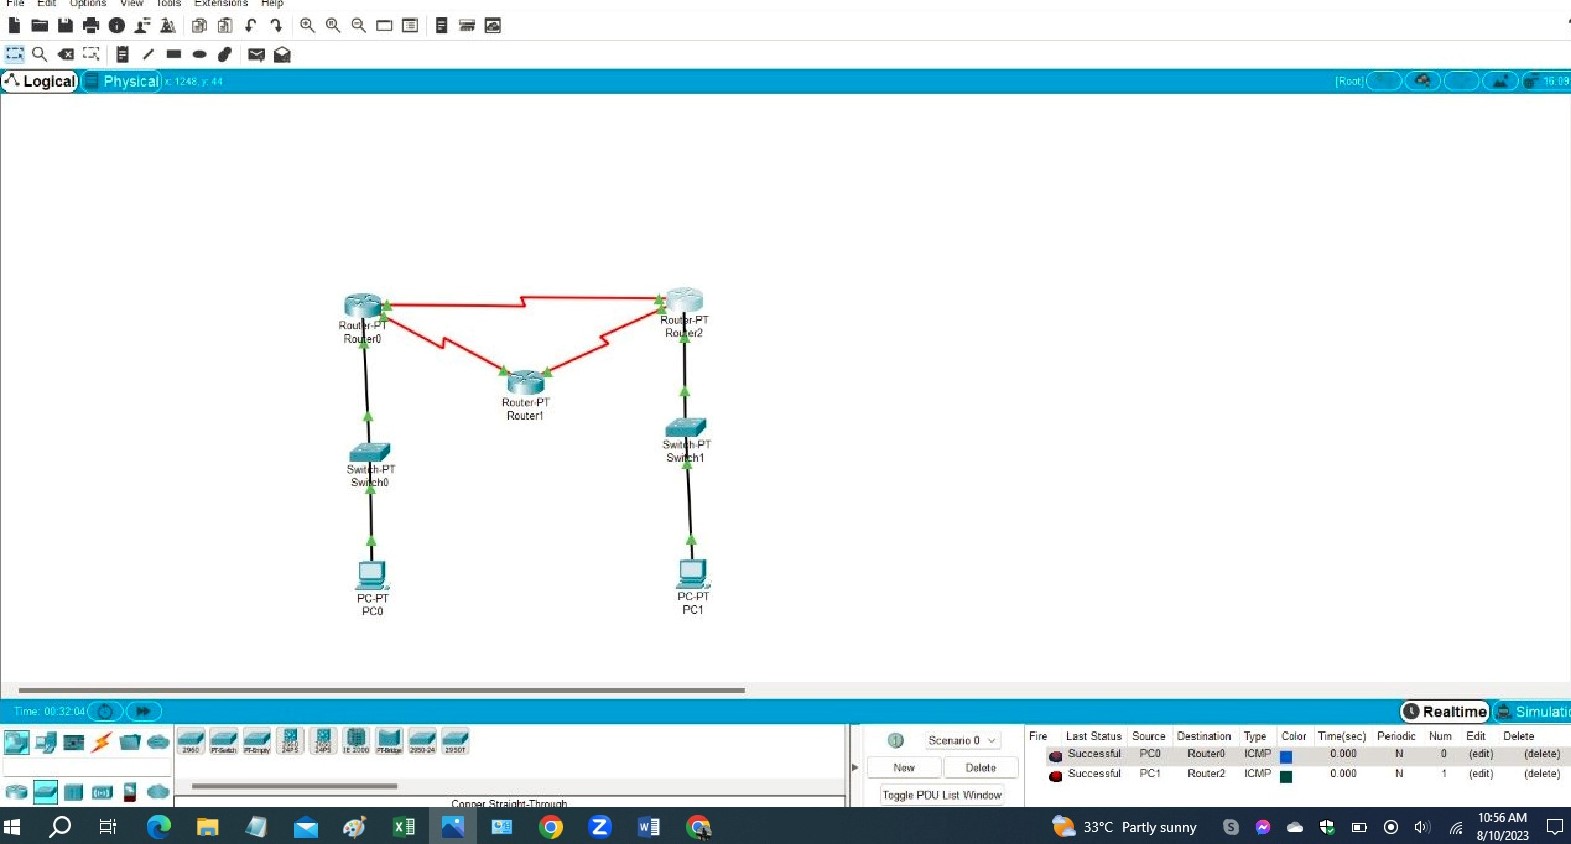 File Edit Options View Tools Extensions Help
Logical Physical x: 1248, y: 44 [Root] 16:09
Router-PT
Router0
Router-PT
Router2
Router-PT
Router1
Switch-PT
Switch0
Switch-PT
Switch1
PC-PT
PC0
PC-PT
PC1
Time: 00:32:04 Realtime Simulatio
2960 PT-Switch PT-Empty IE 2000 PT-Bridge 2950-24 2950T
Copper Straight-Through
Scenario 0
New Delete
Toggle PDU List Window
Fire Last Status Source Destination Type Color Time(sec) Periodic Num Edit Delete
Successful PC0 Router0 ICMP 0.000 N 0 (edit) (delete)
Successful PC1 Router2 ICMP 0.000 N 1 (edit) (delete)
33°C Partly sunny
10:56 AM
8/10/2023